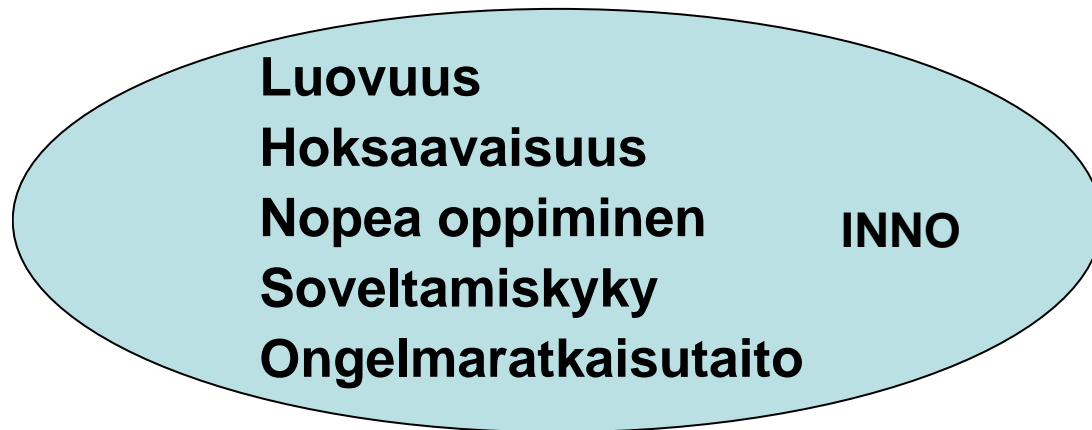 Luovuus
Hoksaavaisuus
Nopea oppiminen
INNO
Soveltamiskyky
Ongelmaratkaisutaito